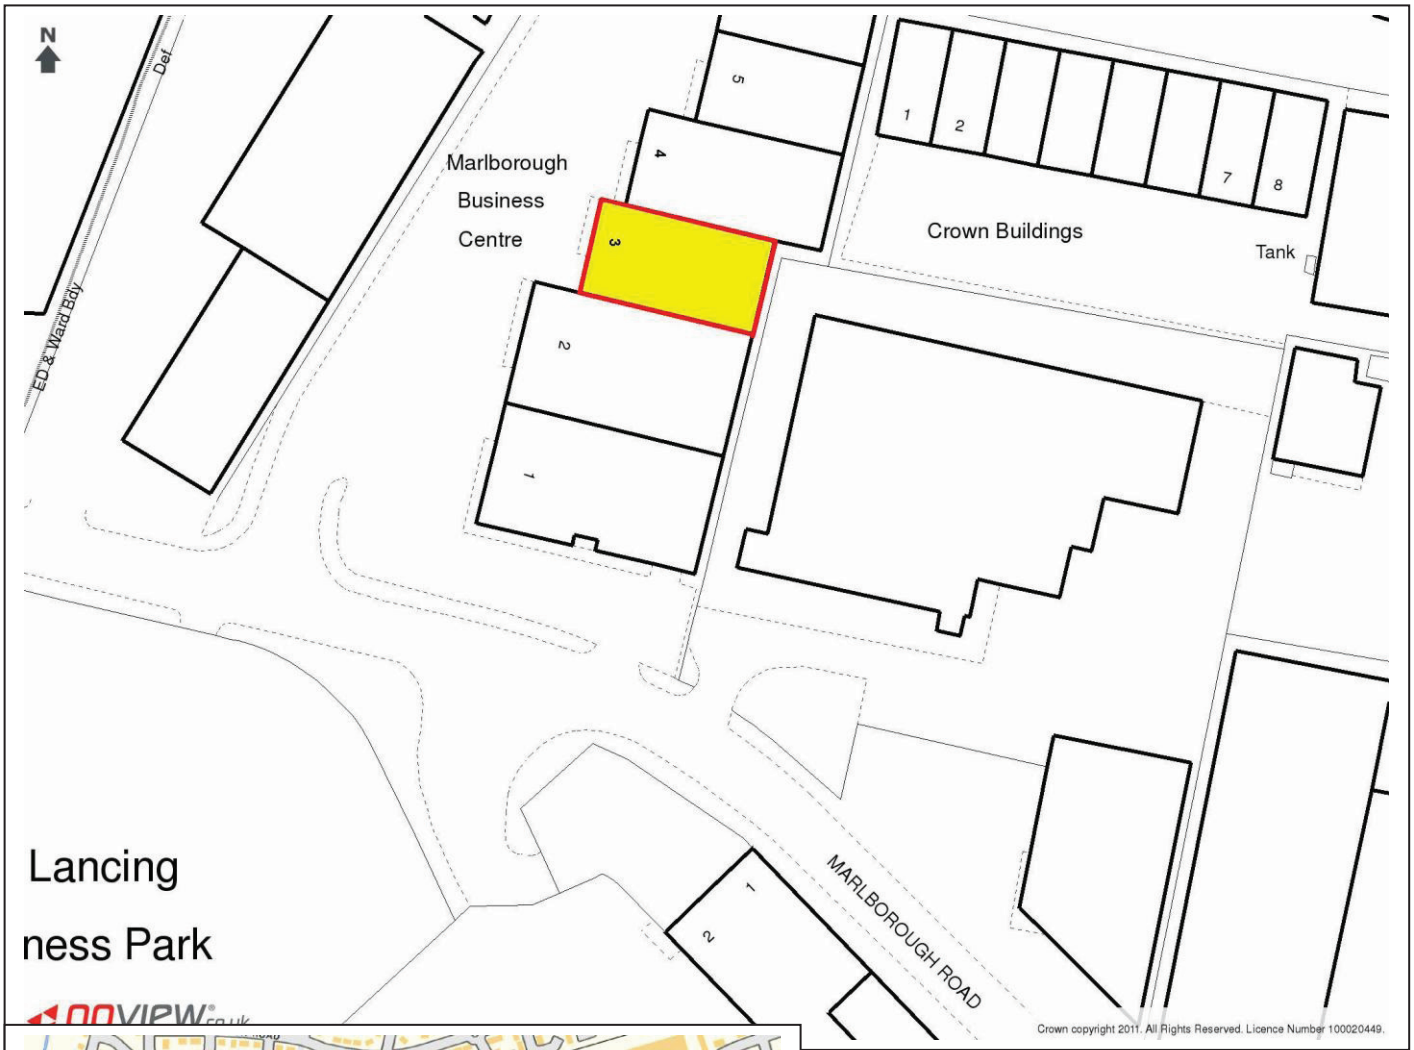 N
Def
5
1
2
4
Marlborough
Business
Centre
7
8
3
Crown Buildings
Tank
ED & Ward Bdy
2
1
Lancing
ness Park
MARLBOROUGH ROAD
1
2
Crown copyright 2011. All Rights Reserved. Licence Number 100020449.